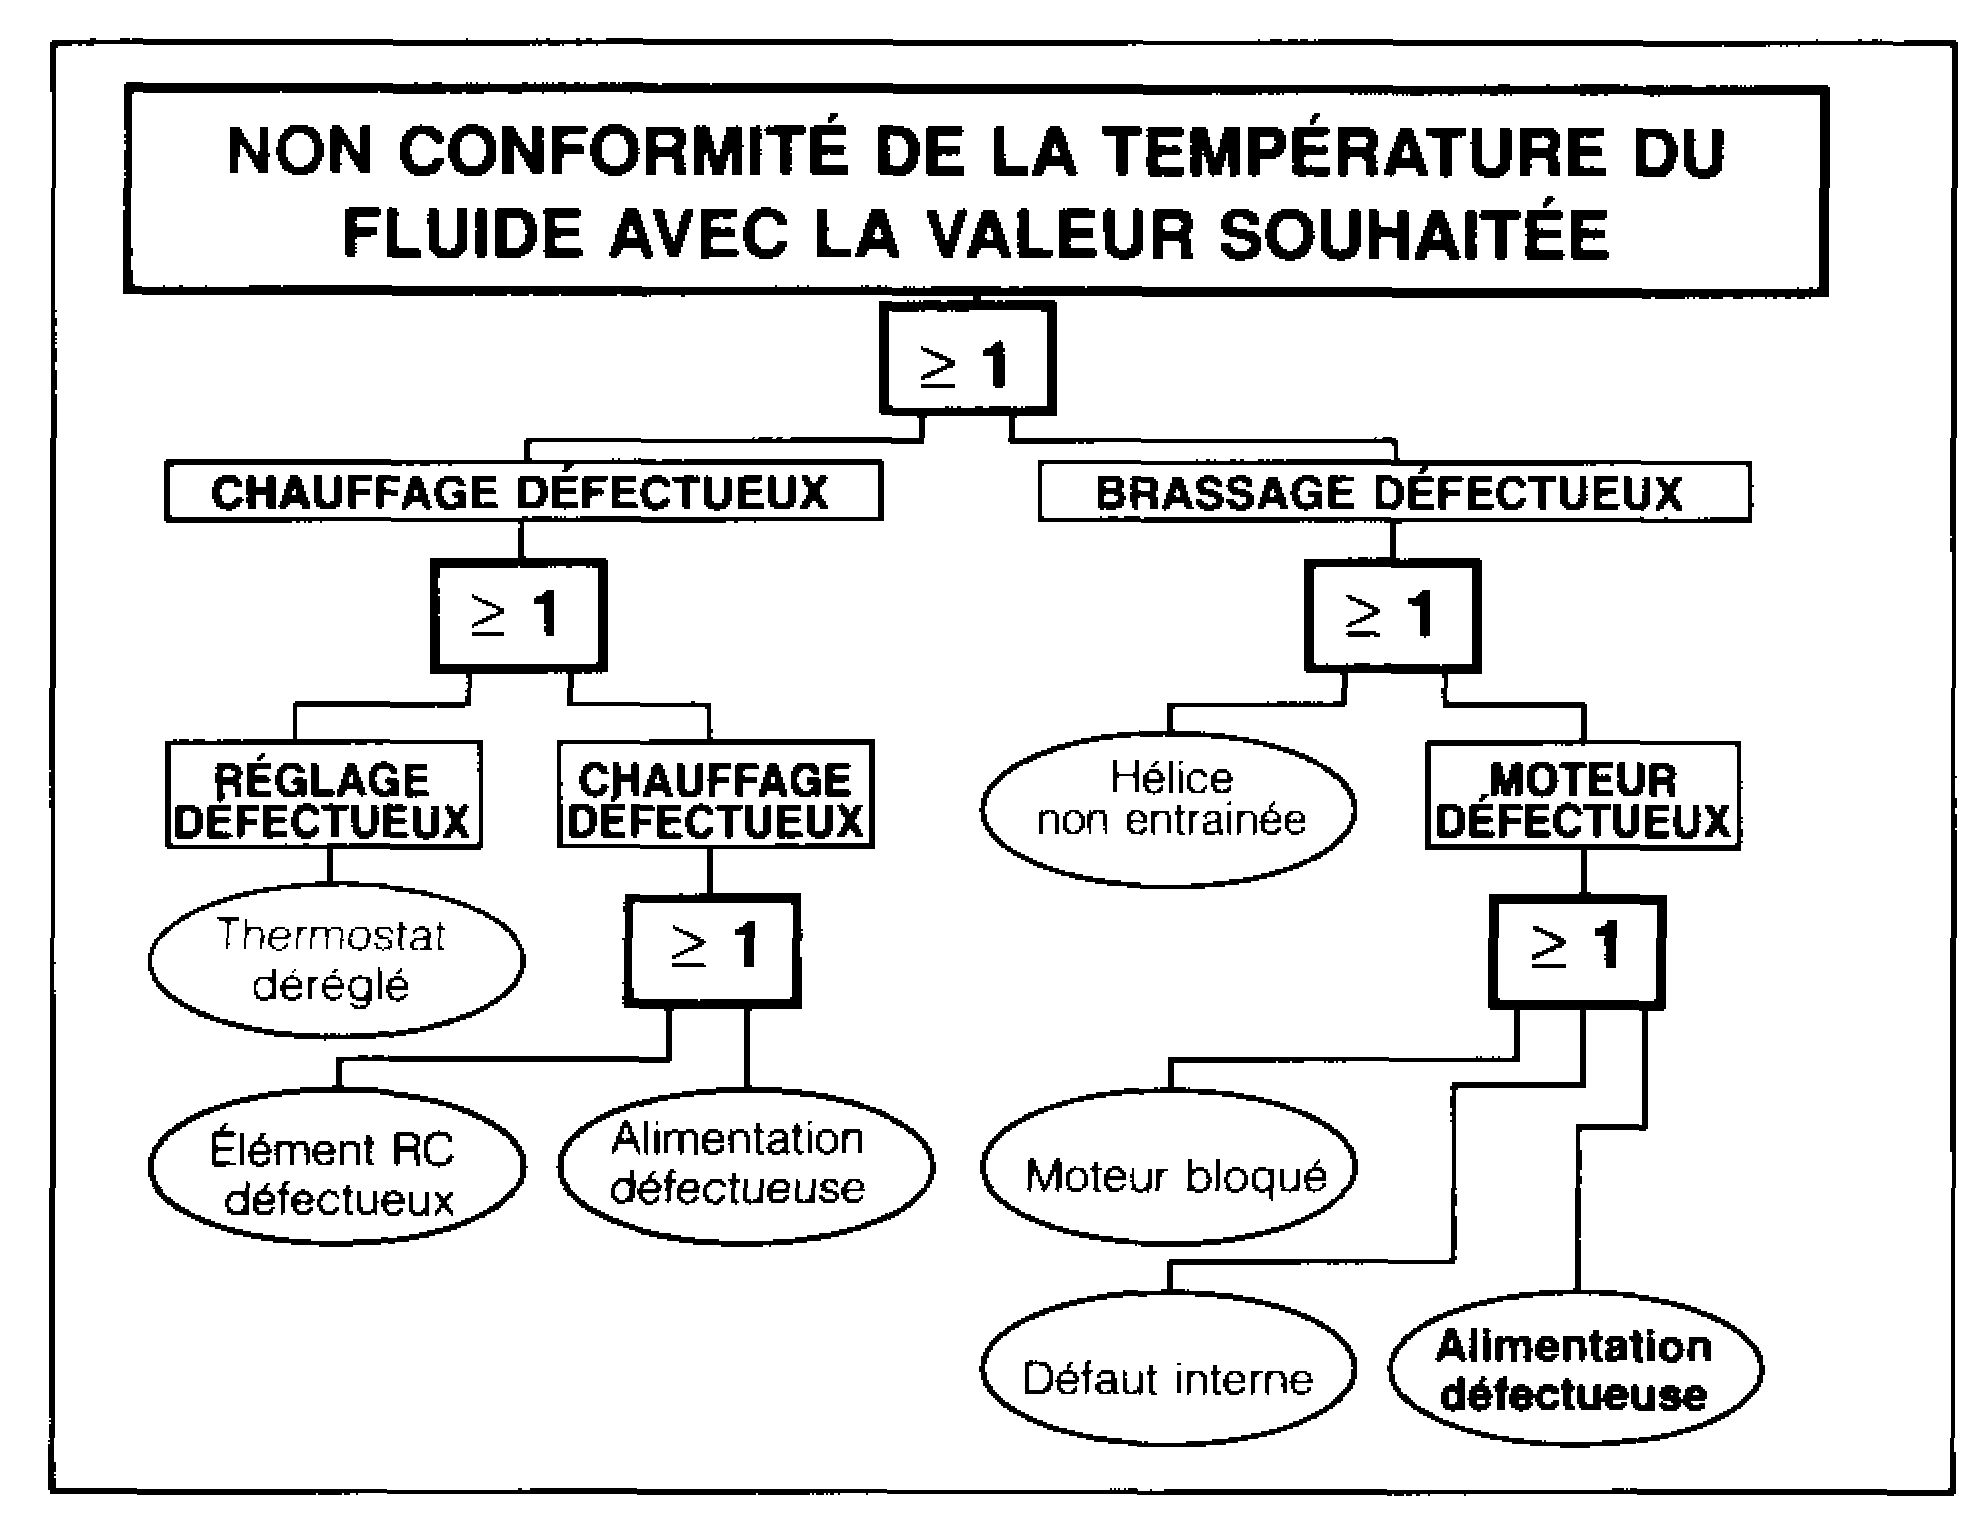 NON CONFORMITÉ DE LA TEMPÉRATURE DU
FLUIDE AVEC LA VALEUR SOUHAITÉE
≥ 1
CHAUFFAGE DÉFECTUEUX
BRASSAGE DÉFECTUEUX
≥ 1
≥ 1
RÉGLAGE
DÉFECTUEUX
CHAUFFAGE
DÉFECTUEUX
Hélice
non entrainée
MOTEUR
DÉFECTUEUX
Thermostat
déréglé
≥ 1
≥ 1
Élément RC
défectueux
Alimentation
défectueuse
Moteur bloqué
Défaut interne
Alimentation
défectueuse